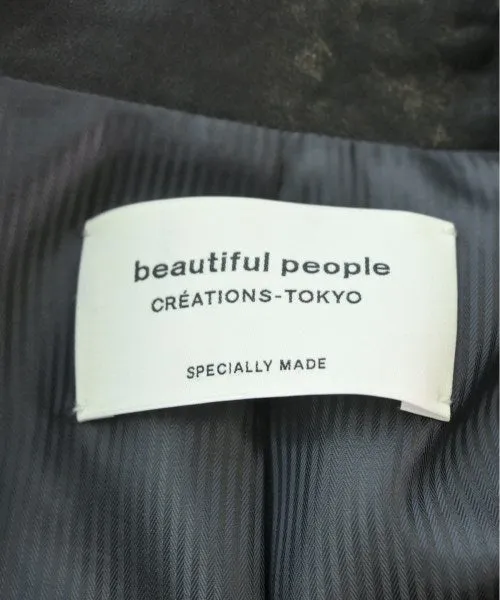 beautiful people
CRÉATIONS-TOKYO
SPECIALLY MADE